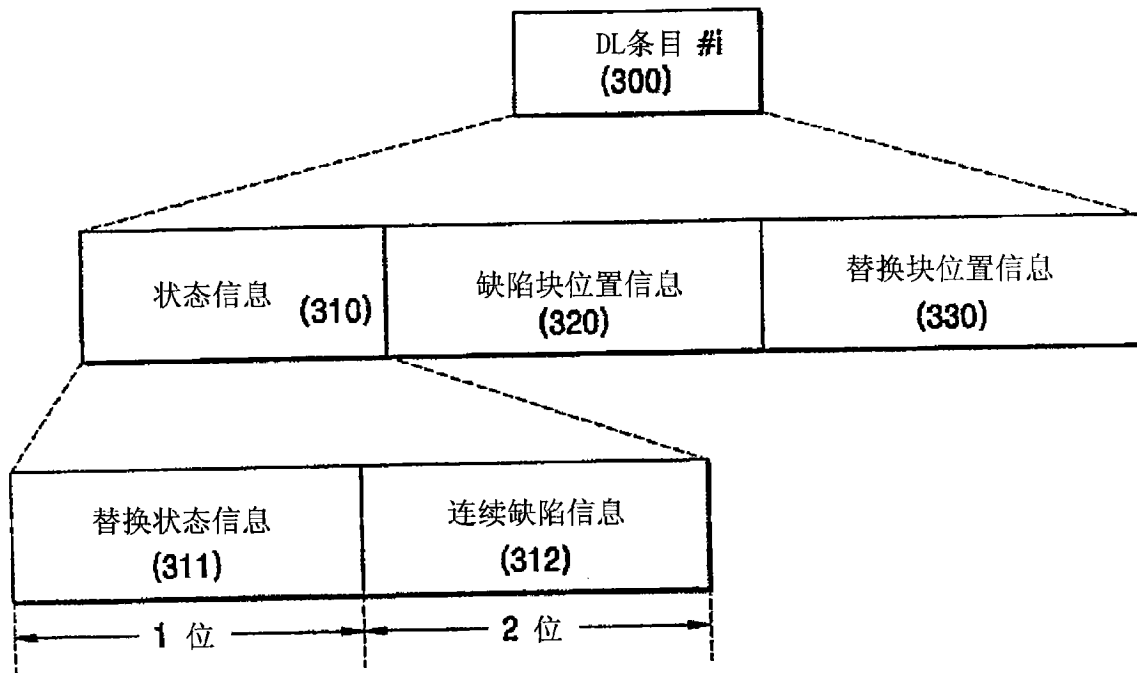 DL条目 #i
(300)
状态信息 (310)
缺陷块位置信息
(320)
替换块位置信息
(330)
替换状态信息
(311)
连续缺陷信息
(312)
1 位
2 位